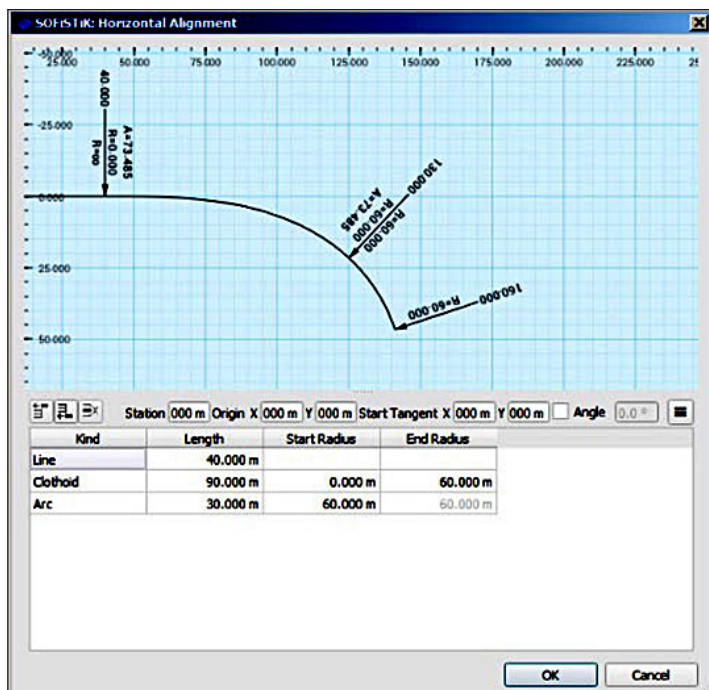 SOFiSTiK: Horizontal Alignment
25.000 50.000 75.000 100.000 125.000 150.000 175.000 200.000 225.000
-25.000
0.000
25.000
50.000
40.000
A=73.485
R=0.000
R=∞
130.000
R=60.000
R=60.000
A=73.485
160.000
R=60.000
Station 000 m Origin X 000 m Y 000 m Start Tangent X 000 m Y 000 m Angle 0.0 °
Kind Length Start Radius End Radius
Line 40.000 m
Clothoid 90.000 m 0.000 m 60.000 m
Arc 30.000 m 60.000 m 60.000 m
OK Cancel